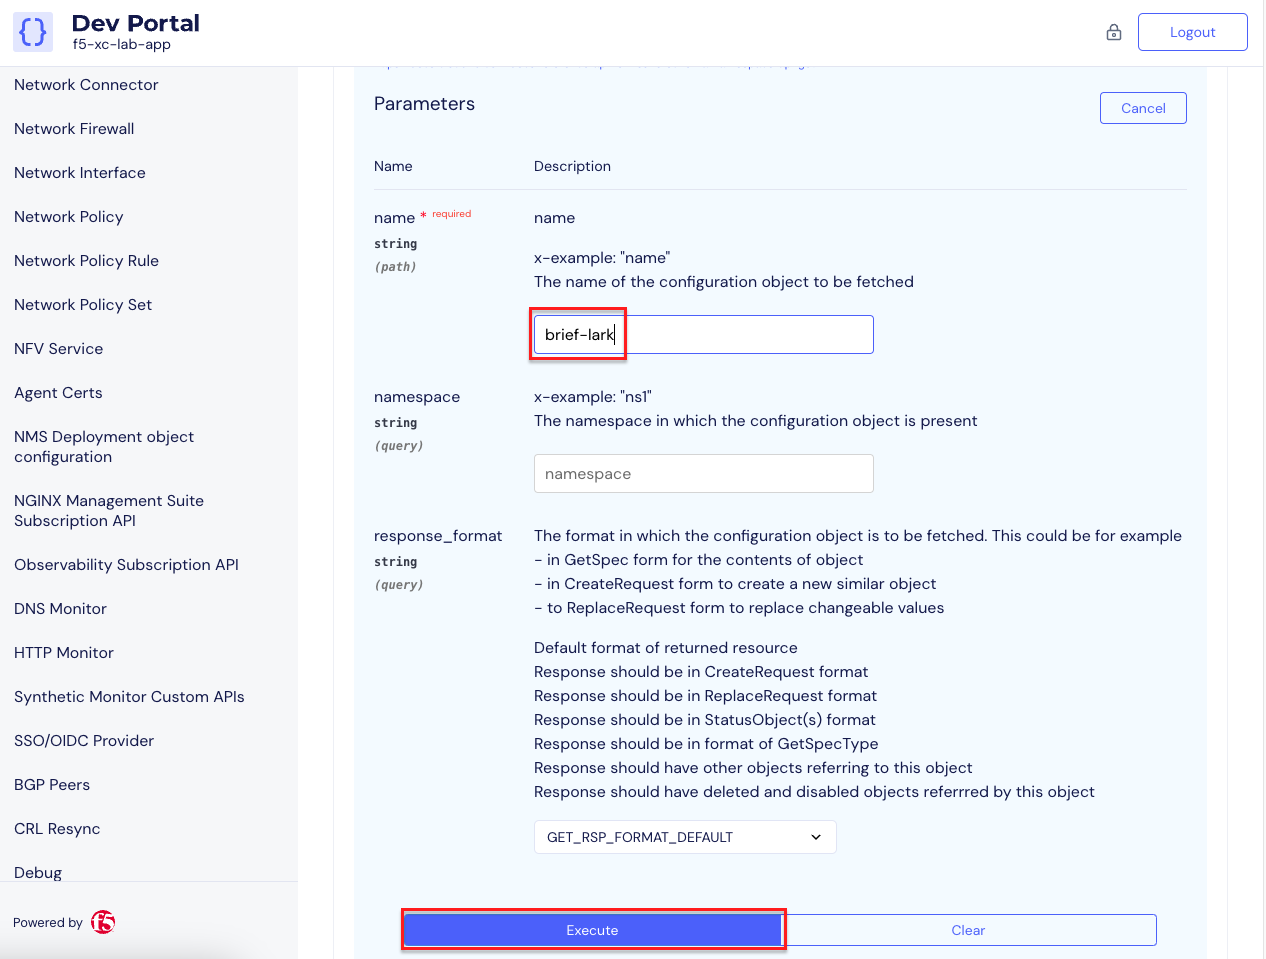 Dev Portal
f5-xc-lab-app
Logout
Network Connector
Network Firewall
Network Interface
Network Policy
Network Policy Rule
Network Policy Set
NFV Service
Agent Certs
NMS Deployment object
configuration
NGINX Management Suite
Subscription API
Observability Subscription API
DNS Monitor
HTTP Monitor
Synthetic Monitor Custom APIs
SSO/OIDC Provider
BGP Peers
CRL Resync
Debug
Powered by f5
Parameters
Cancel
Name Description
name * required
string
(path)
name
x-example: "name"
The name of the configuration object to be fetched
brief-lark
namespace
string
(query)
x-example: "ns1"
The namespace in which the configuration object is present
namespace
response_format
string
(query)
The format in which the configuration object is to be fetched. This could be for example
- in GetSpec form for the contents of object
- in CreateRequest form to create a new similar object
- to ReplaceRequest form to replace changeable values
Default format of returned resource
Response should be in CreateRequest format
Response should be in ReplaceRequest format
Response should be in StatusObject(s) format
Response should be in format of GetSpecType
Response should have other objects referring to this object
Response should have deleted and disabled objects referrred by this object
GET_RSP_FORMAT_DEFAULT
Execute
Clear